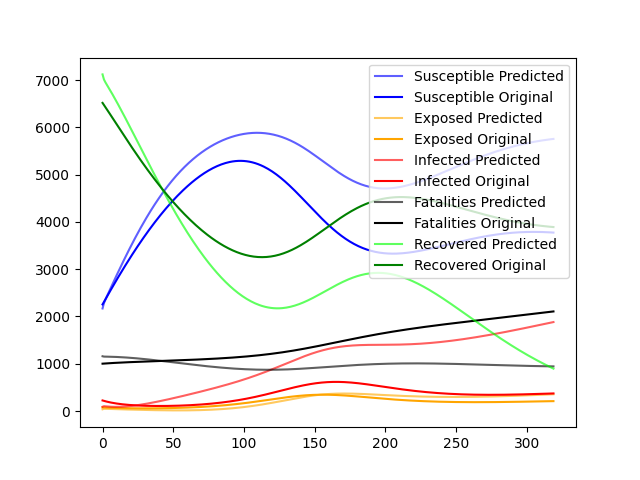 7000
6000
5000
4000
3000
2000
1000
0
0 50 100 150 200 250 300
Susceptible Predicted
Susceptible Original
Exposed Predicted
Exposed Original
Infected Predicted
Infected Original
Fatalities Predicted
Fatalities Original
Recovered Predicted
Recovered Original